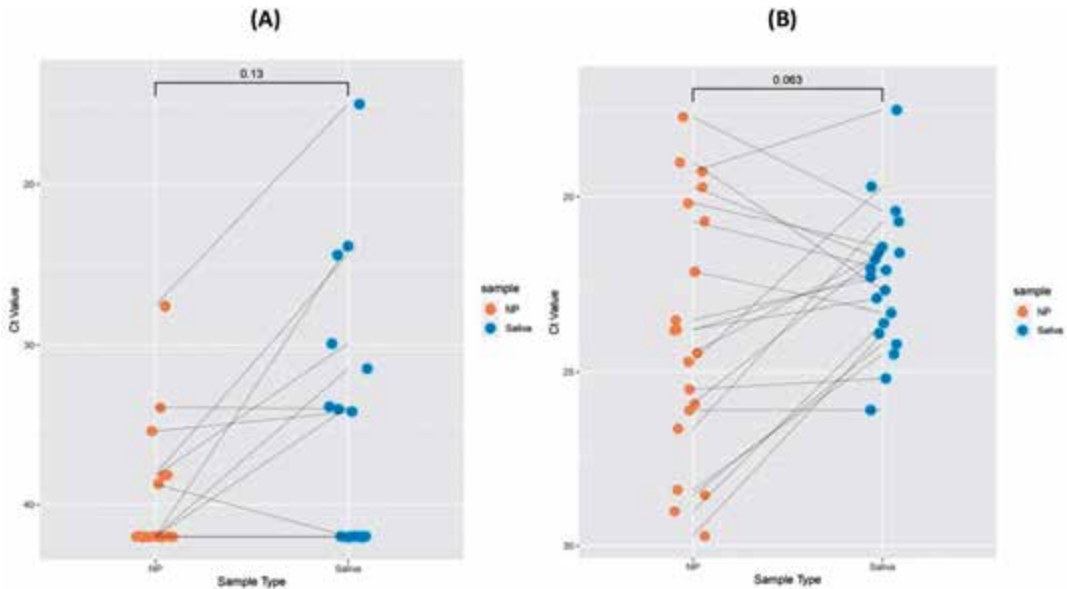 (A)
0.13
20
30
40
Ct Value
NP
Saliva
Sample Type
sample
NP
Saliva
(B)
0.063
20
25
30
Ct Value
NP
Saliva
Sample Type
sample
NP
Saliva